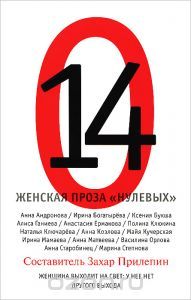 14
ЖЕНСКАЯ ПРОЗА «НУЛЕВЫХ»
Анна Андронова / Ирина Богатырёва / Ксения Букша
Алиса Ганиева / Анастасия Ермакова / Полина Клюкина
Наталья Ключарёва / Анна Козлова / Майя Кучерская
Ирина Мамаева / Анна Матвеева / Василина Орлова
Анна Старобинец / Марина Степнова
Составитель Захар Прилепин
ЖЕНЩИНА ВЫХОДИТ НА СВЕТ: У НЕЕ НЕТ
ДРУГОГО ВЫХОДА